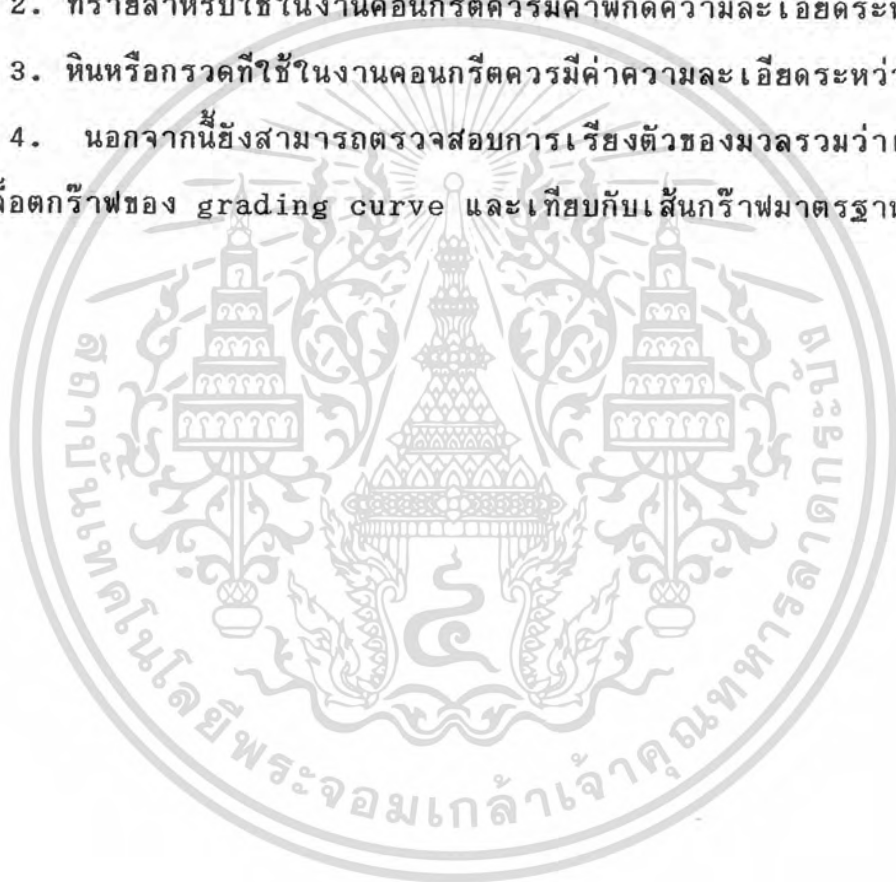 2. ทรายสำหรับใช้ในงานคอนกรีตควรมีค่าพิกัดความละเอียดระห
3. หินหรือกรวดที่ใช้ในงานคอนกรีตควรมีค่าความละเอียดระหว่
4. นอกจากนี้ยังสามารถตรวจสอบการเรียงตัวของมวลรวมว่า
ล็อตกร๊าฟของ grading curve และเทียบกับเส้นกร๊าฟมาตรฐาน
สถาบันเทคโนโลยีพระจอมเกล้าเจ้าคุณทหารลาดกระบัง